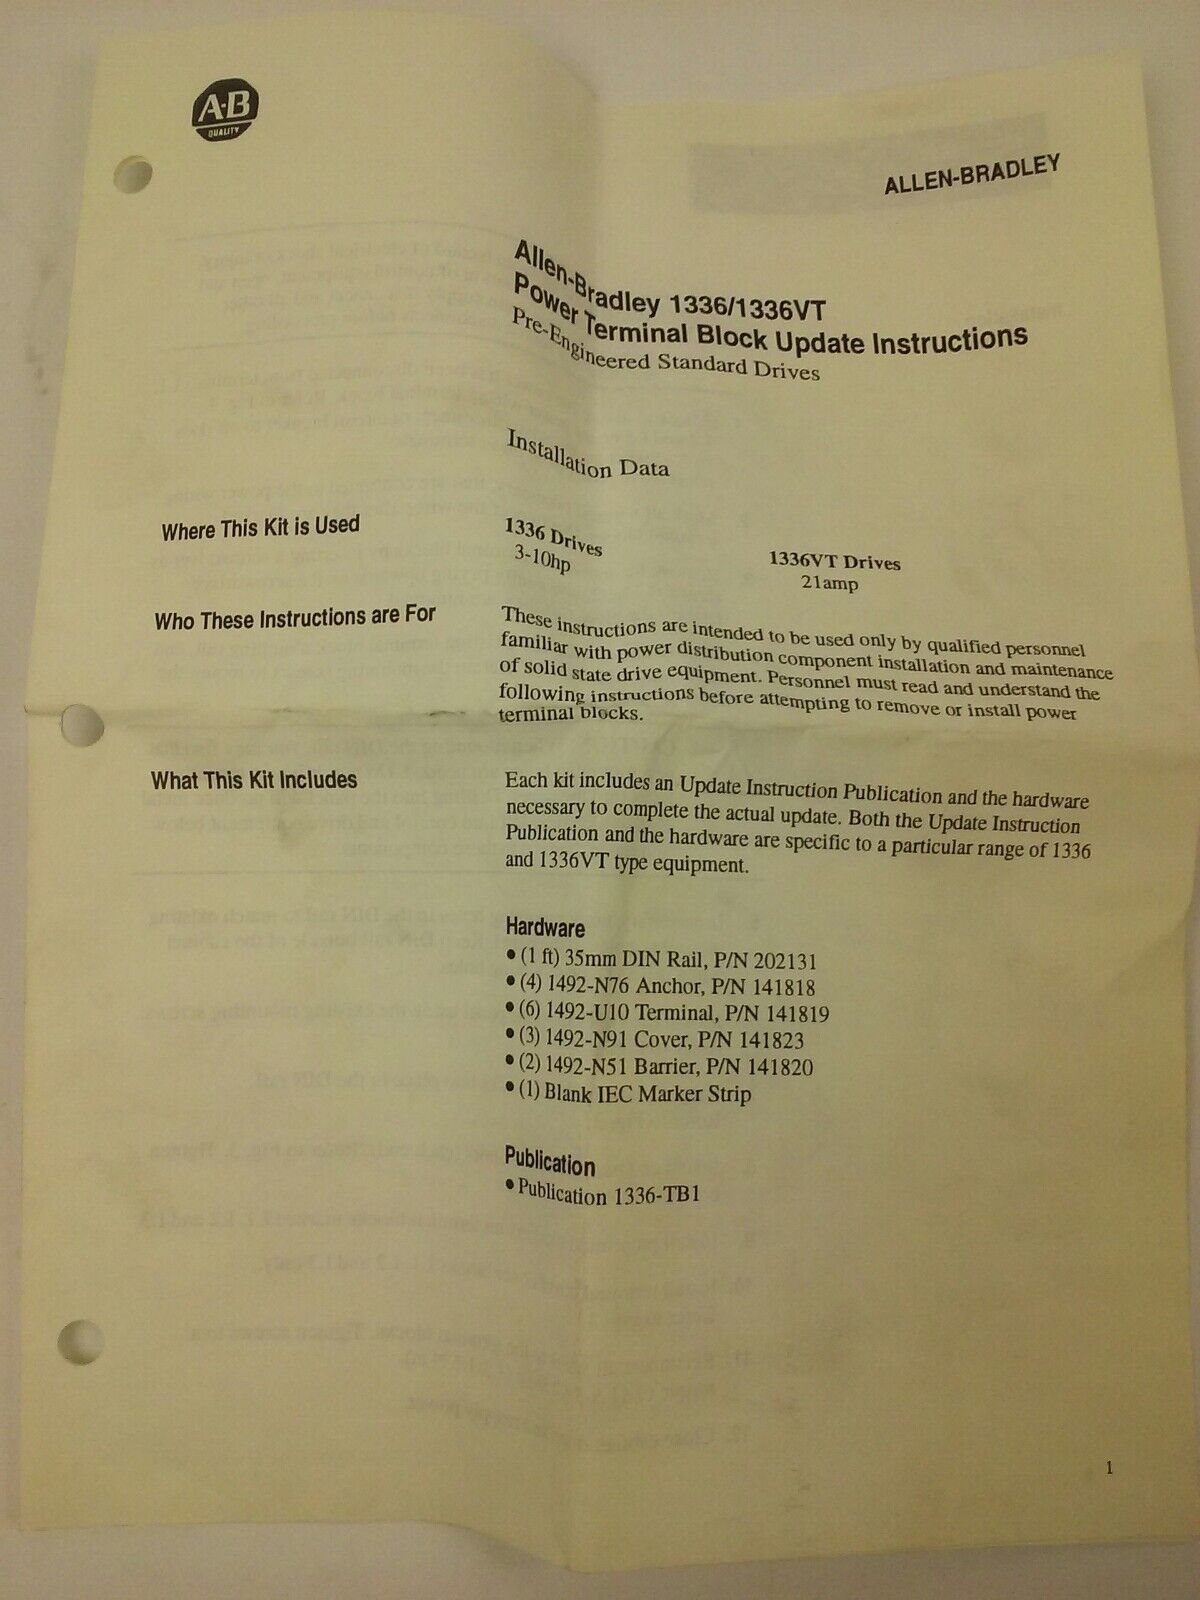 A-B
QUALITY
ALLEN-BRADLEY
Allen-Bradley 1336/1336VT
Power Terminal Block Update Instructions
Pre-Engineered Standard Drives
Installation Data
Where This Kit is Used
1336 Drives
3-10hp
1336VT Drives
21amp
Who These Instructions are For
These instructions are intended to be used only by qualified personnel
familiar with power distribution component installation and maintenance
of solid state drive equipment. Personnel must read and understand the
following instructions before attempting to remove or install power
terminal blocks.
What This Kit Includes
Each kit includes an Update Instruction Publication and the hardware
necessary to complete the actual update. Both the Update Instruction
Publication and the hardware are specific to a particular range of 1336
and 1336VT type equipment.
Hardware
• (1 ft) 35mm DIN Rail, P/N 202131
• (4) 1492-N76 Anchor, P/N 141818
• (6) 1492-U10 Terminal, P/N 141819
• (3) 1492-N91 Cover, P/N 141823
• (2) 1492-N51 Barrier, P/N 141820
• (1) Blank IEC Marker Strip
Publication
• Publication 1336-TB1
1